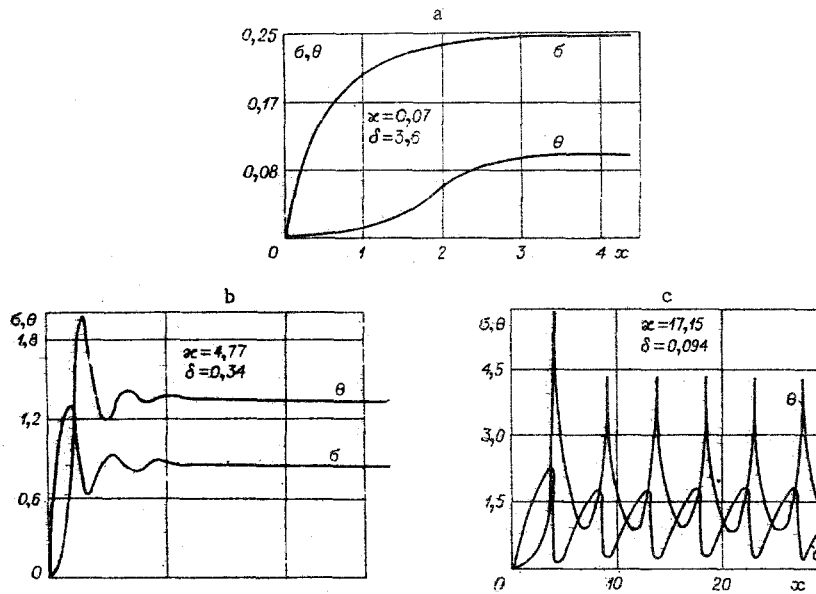 a
0,25
σ,θ
σ
0,17
ϰ=0,07
δ=3,6
θ
0,08
0
1
2
3
4
x
b
σ,θ
1,8
ϰ=4,77
δ=0,34
θ
1,2
σ
0,6
0
c
σ,θ
ϰ=17,15
δ=0,094
4,5
θ
3,0
1,5
0
10
20
x